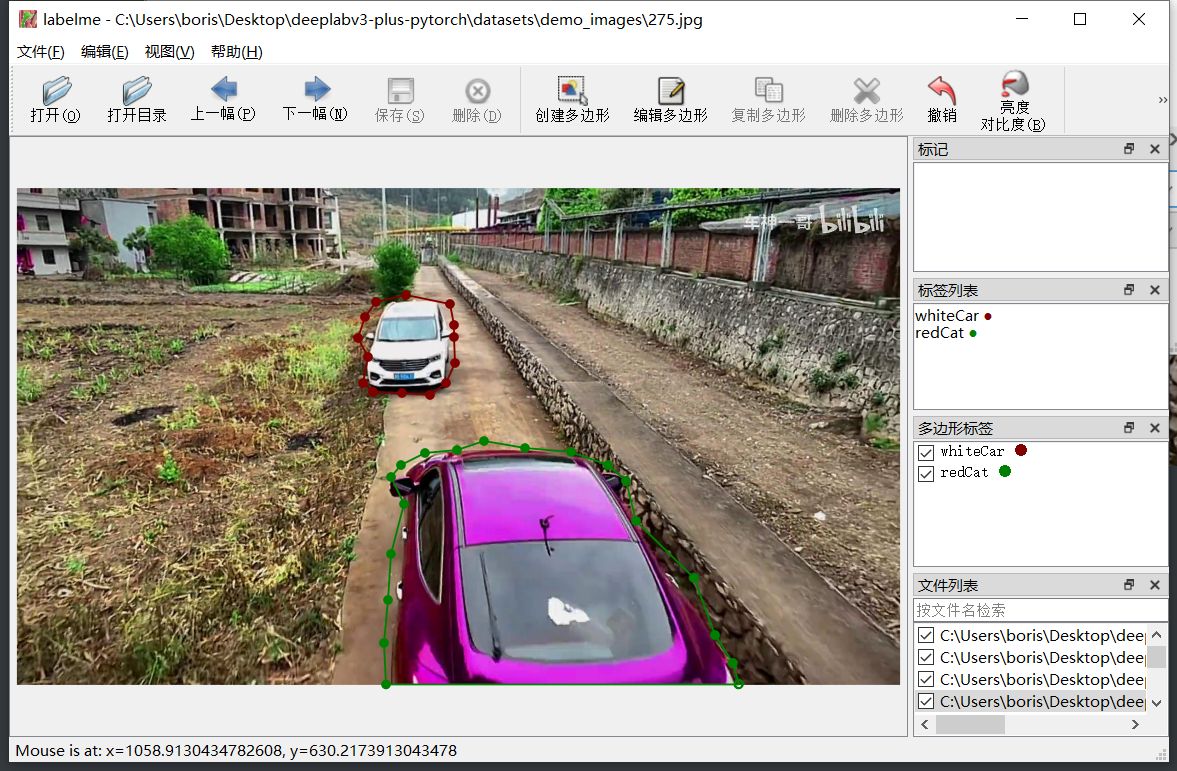 labelme - C:\Users\boris\Desktop\deeplabv3-plus-pytorch\datasets\demo_images\275.jpg
文件(F) 编辑(E) 视图(V) 帮助(H)
打开(O) 打开目录 上一幅(P) 下一幅(N) 保存(S) 删除(D) 创建多边形 编辑多边形 复制多边形 删除多边形 撤销 亮度
对比度(B)
标记
车神一哥 bilibili
标签列表
whiteCar
redCat
多边形标签
whiteCar
redCat
文件列表
按文件名检索
C:\Users\boris\Desktop\deep
C:\Users\boris\Desktop\deep
C:\Users\boris\Desktop\deep
C:\Users\boris\Desktop\deep
Mouse is at: x=1058.9130434782608, y=630.2173913043478